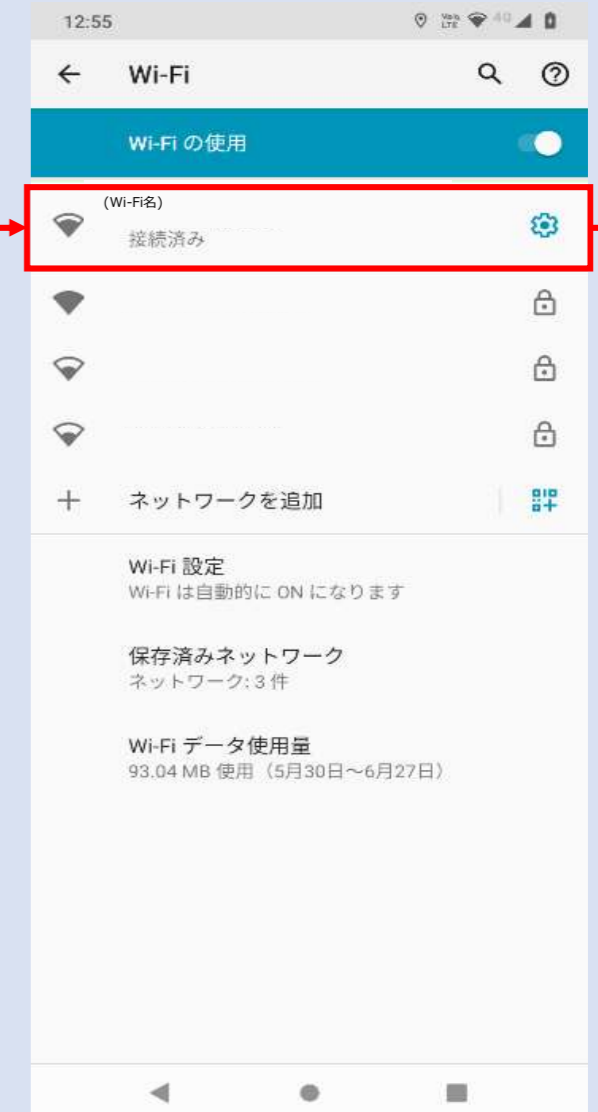 12:55
Vo)) LTE 4G
Wi-Fi
Wi-Fi の使用
(Wi-Fi名)
接続済み
ネットワークを追加
Wi-Fi 設定
Wi-Fi は自動的に ON になります
保存済みネットワーク
ネットワーク: 3 件
Wi-Fi データ使用量
93.04 MB 使用（5月30日～6月27日）